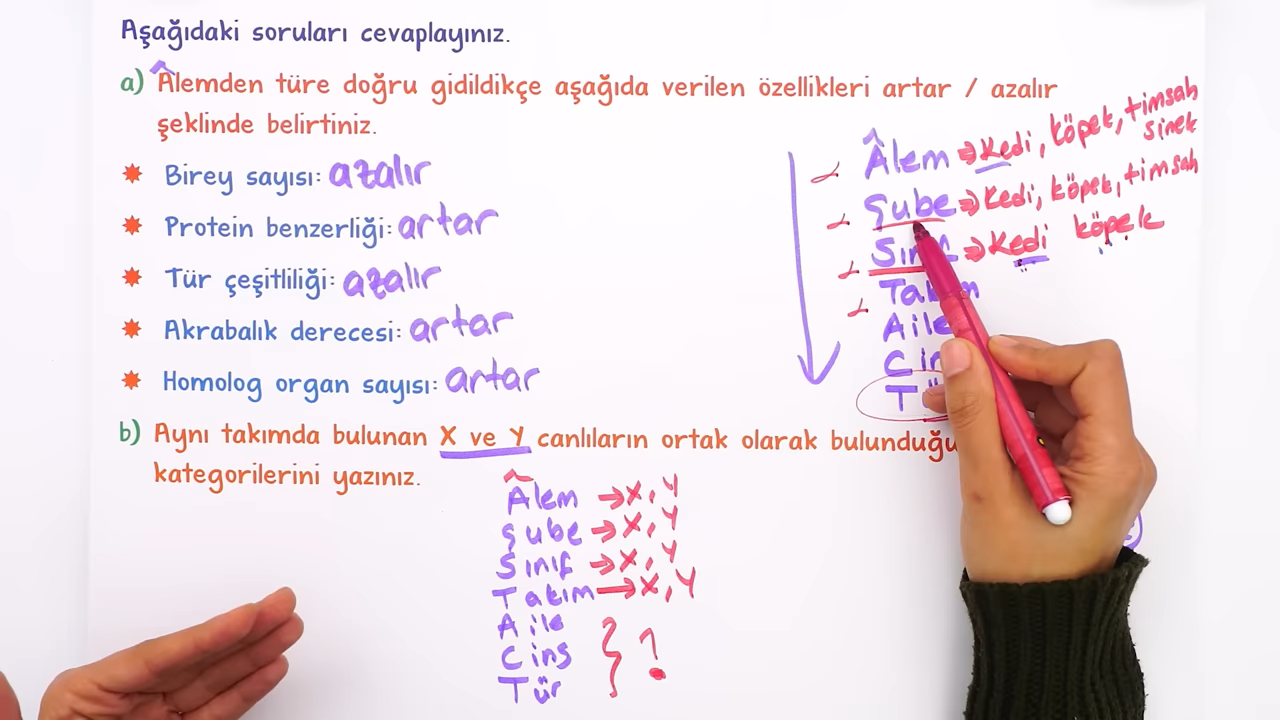 Aşağıdaki soruları cevaplayınız.
a) Âlemden türe doğru gidildikçe aşağıda verilen özellikleri artar / azalır
şeklinde belirtiniz.
Birey sayısı: azalır
Protein benzerliği: artar
Tür çeşitliliği: azalır
Akrabalık derecesi: artar
Homolog organ sayısı: artar
Âlem ⇒ Kedi, köpek, timsah
sinek
Şube ⇒ Kedi, köpek, timsah
Sınıf ⇒ Kedi köpek
Takım
Aile
b) Aynı takımda bulunan X ve Y canlıların ortak olarak bulunduğu
kategorilerini yazınız.
Âlem → X, Y
Şube → X, Y
Sınıf → X, Y
Takım → X, Y
Aile
Cins } ?
Tür